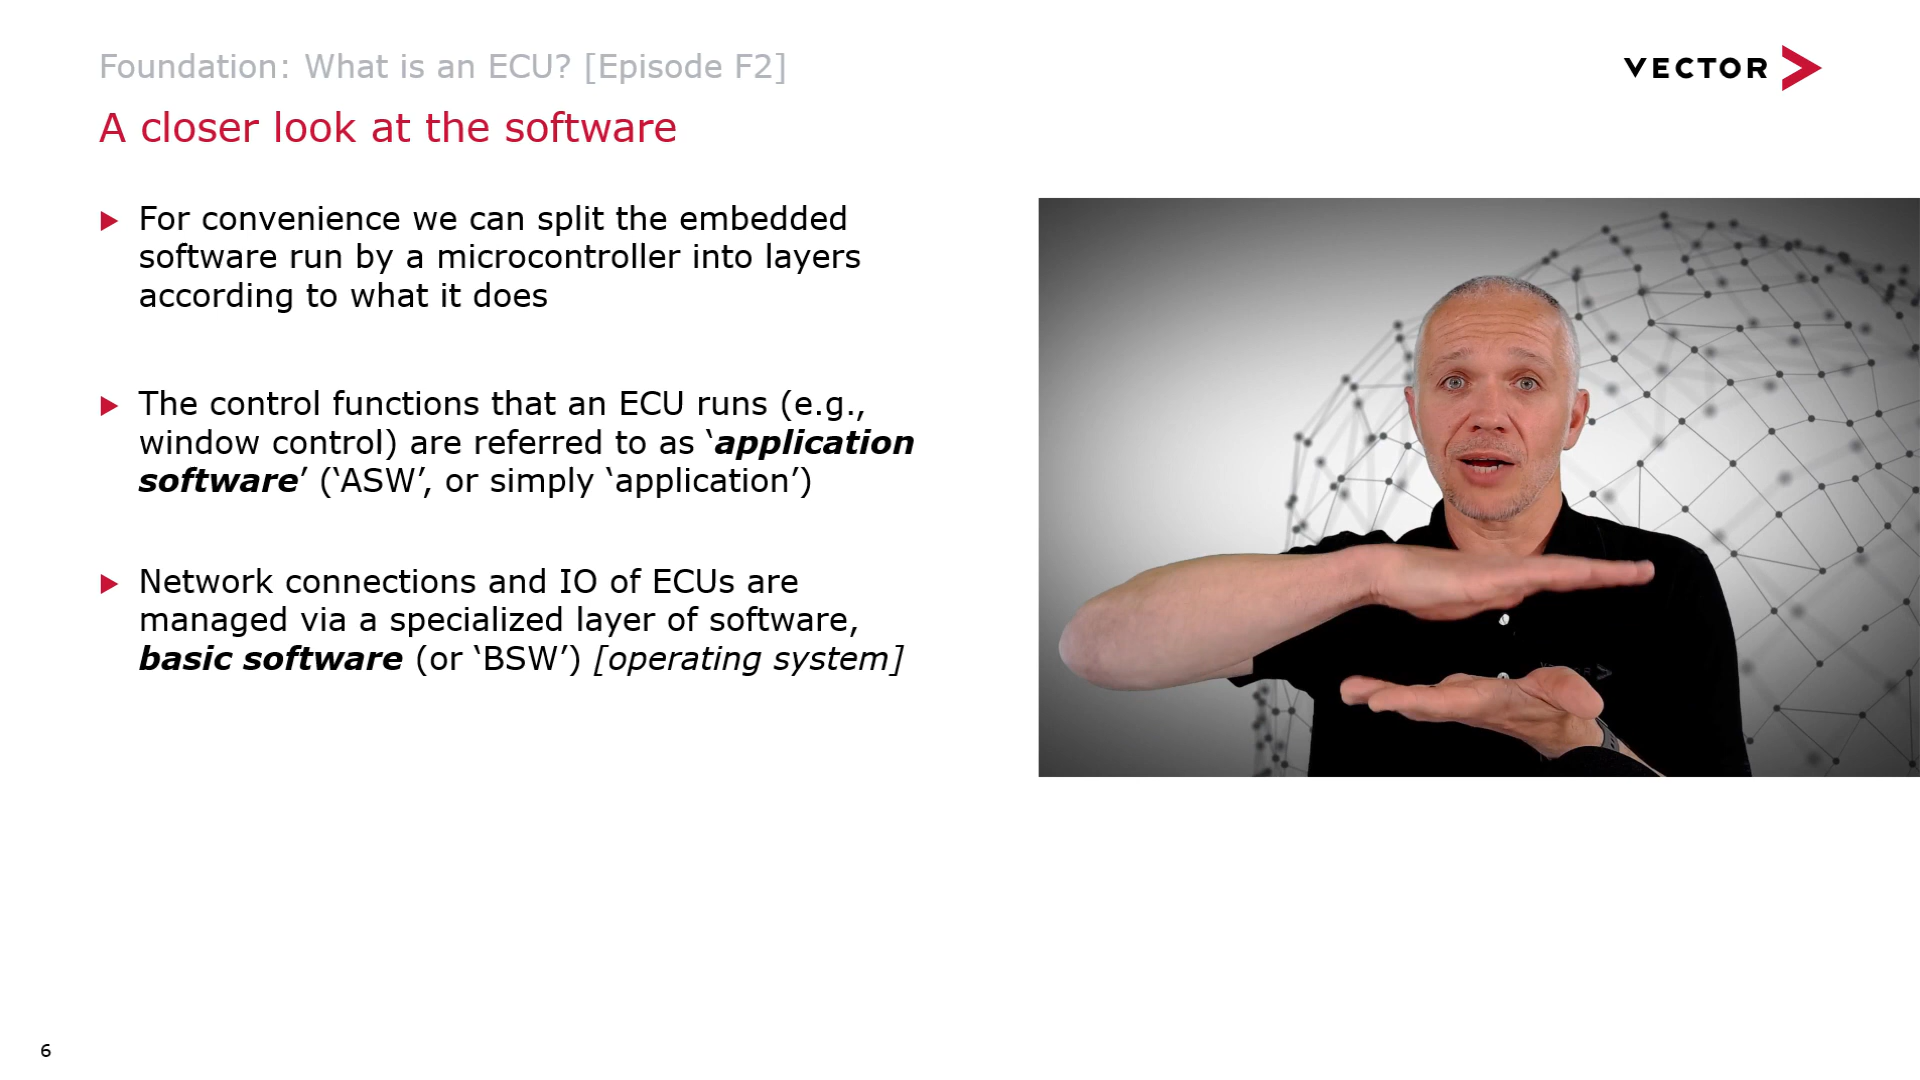 Foundation: What is an ECU? [Episode F2]
VECTOR
A closer look at the software
For convenience we can split the embedded
software run by a microcontroller into layers
according to what it does
The control functions that an ECU runs (e.g.,
window control) are referred to as ‘application
software’ (‘ASW’, or simply ‘application’)
Network connections and IO of ECUs are
managed via a specialized layer of software,
basic software (or ‘BSW’) [operating system]
6